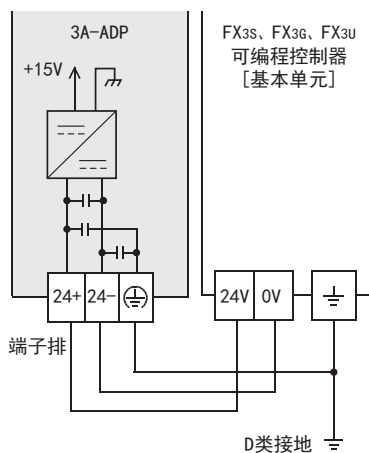 3A-ADP
+15V
FX3S、FX3G、FX3U
可编程控制器
[基本单元]
24+ 24-
24V 0V
端子排
D类接地